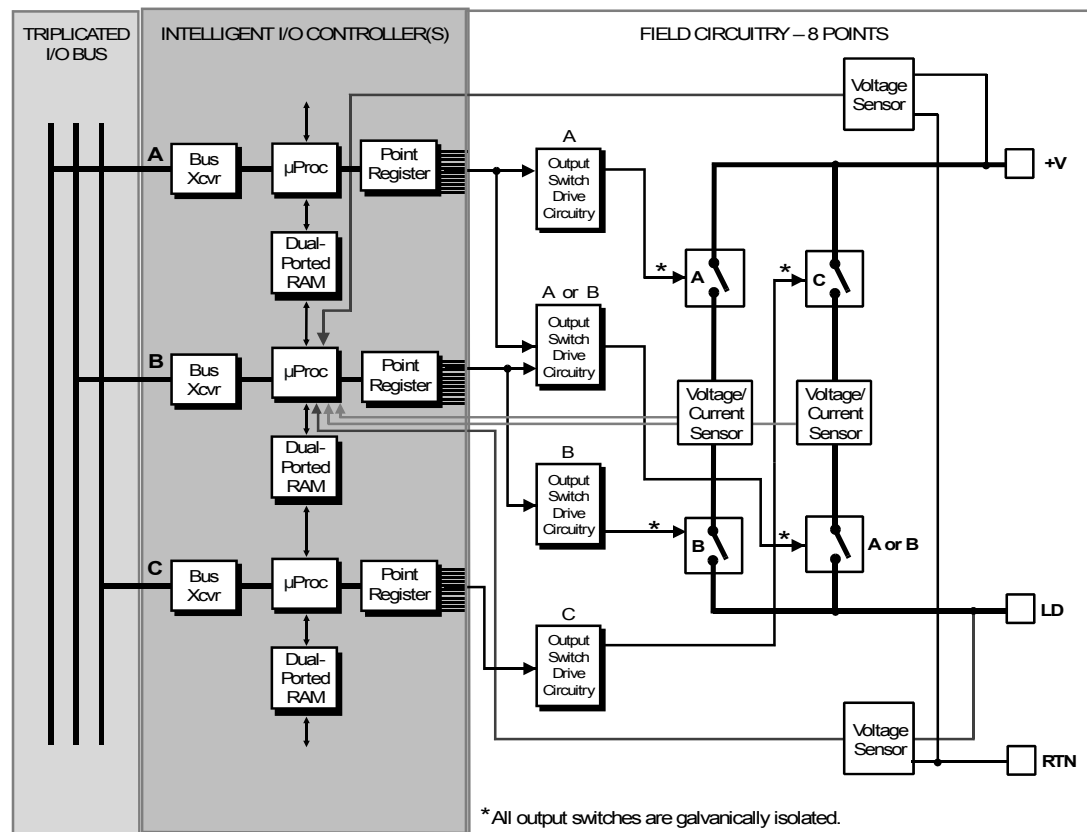 TRIPLICATED
I/O BUS
INTELLIGENT I/O CONTROLLER(S)
FIELD CIRCUITRY – 8 POINTS
Voltage
Sensor
A
Bus
Xcvr
µProc
Point
Register
A
Output
Switch
Drive
Circuitry
+V
Dual-
Ported
RAM
* A
* C
A or B
Output
Switch
Drive
Circuitry
B
Bus
Xcvr
µProc
Point
Register
Voltage/
Current
Sensor
Voltage/
Current
Sensor
Dual-
Ported
RAM
B
Output
Switch
Drive
Circuitry
* B
* A or B
C
Bus
Xcvr
µProc
Point
Register
LD
C
Output
Switch
Drive
Circuitry
Dual-
Ported
RAM
Voltage
Sensor
RTN
*All output switches are galvanically isolated.